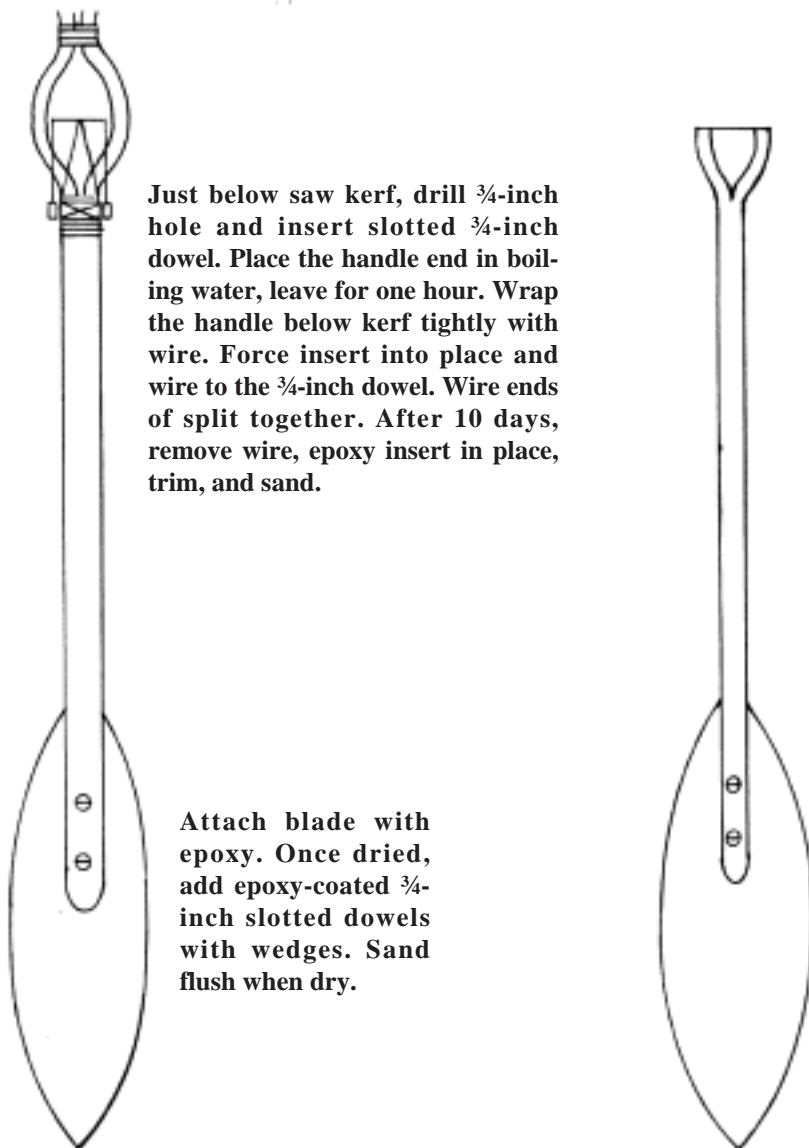 Just below saw kerf, drill ¾-inch
hole and insert slotted ¾-inch
dowel. Place the handle end in boil-
ing water, leave for one hour. Wrap
the handle below kerf tightly with
wire. Force insert into place and
wire to the ¾-inch dowel. Wire ends
of split together. After 10 days,
remove wire, epoxy insert in place,
trim, and sand.
Attach blade with
epoxy. Once dried,
add epoxy-coated ¾-
inch slotted dowels
with wedges. Sand
flush when dry.